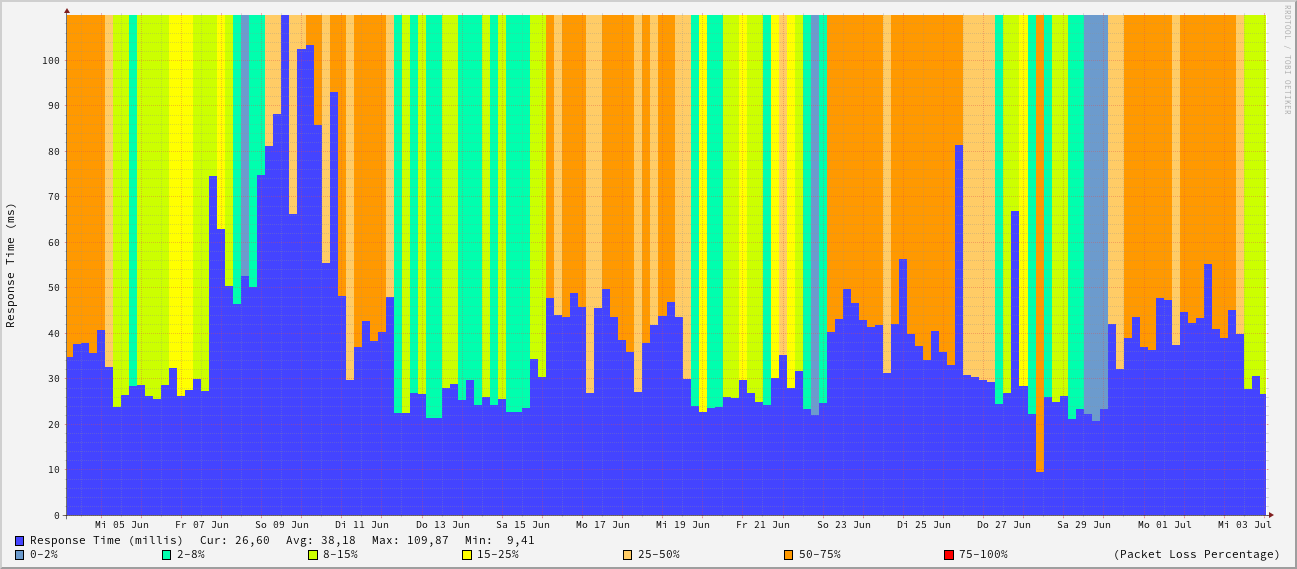 RRDTOOL / TOBI OETIKER
Response Time (ms)
100
90
80
70
60
50
40
30
20
10
0
Mi 05 Jun Fr 07 Jun So 09 Jun Di 11 Jun Do 13 Jun Sa 15 Jun Mo 17 Jun Mi 19 Jun Fr 21 Jun So 23 Jun Di 25 Jun Do 27 Jun Sa 29 Jun Mo 01 Jul Mi 03 Jul
Response Time (millis) Cur: 26,60 Avg: 38,18 Max: 109,87 Min: 9,41
0-2% 2-8% 8-15% 15-25% 25-50% 50-75% 75-100% (Packet Loss Percentage)